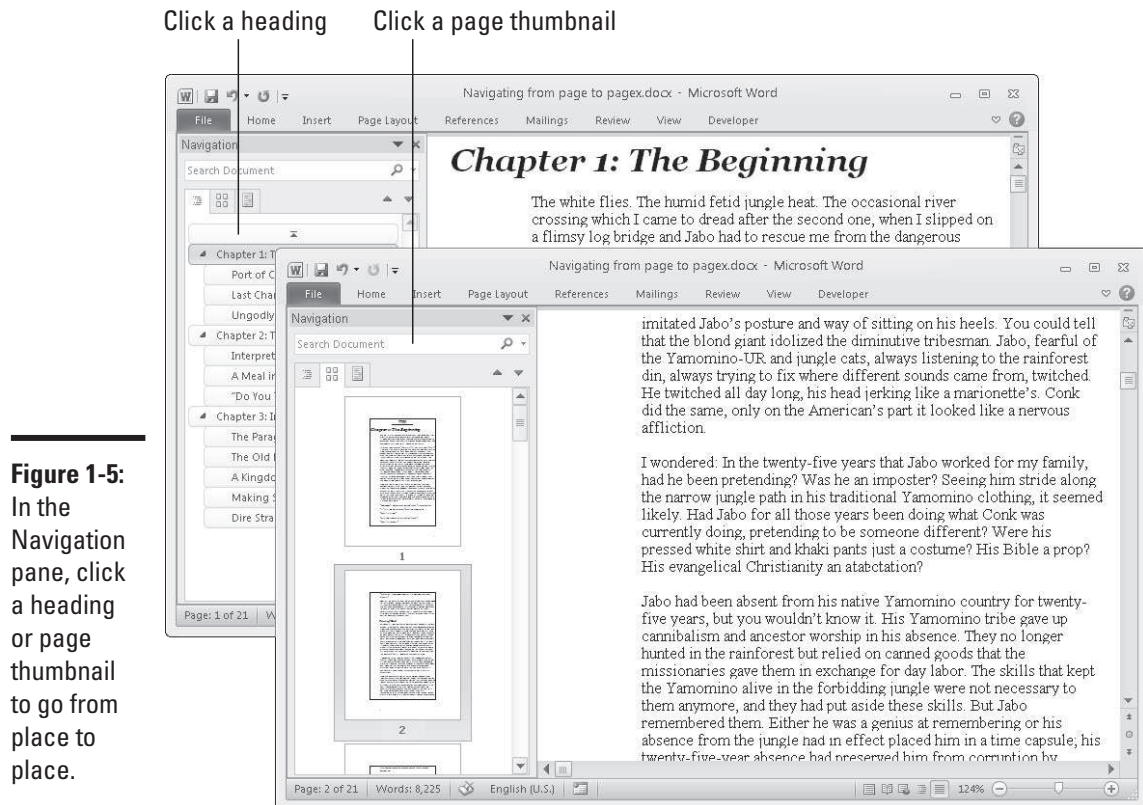 Click a heading
Click a page thumbnail
Navigating from page to pagex.docx - Microsoft Word
File Home Insert Page Layout References Mailings Review View Developer
Navigation
Search Document
Chapter 1: The Beginning
The white flies. The humid fetid jungle heat. The occasional river
crossing which I came to dread after the second one, when I slipped on
a flimsy log bridge and Jabo had to rescue me from the dangerous
Chapter 1: T
Port of C
Last Cha
Ungodly
Chapter 2: T
Interpret
A Meal in
"Do You
Chapter 3: I
The Para
The Old
A Kingdo
Making S
Dire Stra
Page: 1 of 21
Navigating from page to pagex.docx - Microsoft Word
File Home Insert Page Layout References Mailings Review View Developer
Navigation
Search Document
Chapter 1: The Beginning
1
2
imitated Jabo's posture and way of sitting on his heels. You could tell
that the blond giant idolized the diminutive tribesman. Jabo, fearful of
the Yamomino-UR and jungle cats, always listening to the rainforest
din, always trying to fix where different sounds came from, twitched.
He twitched all day long, his head jerking like a marionette's. Conk
did the same, only on the American's part it looked like a nervous
affliction.
I wondered: In the twenty-five years that Jabo worked for my family,
had he been pretending? Was he an imposter? Seeing him stride along
the narrow jungle path in his traditional Yamomino clothing, it seemed
likely. Had Jabo for all those years been doing what Conk was
currently doing, pretending to be someone different? Were his
pressed white shirt and khaki pants just a costume? His Bible a prop?
His evangelical Christianity an atabctation?
Jabo had been absent from his native Yamomino country for twenty-
five years, but you wouldn't know it. His Yamomino tribe gave up
cannibalism and ancestor worship in his absence. They no longer
hunted in the rainforest but relied on canned goods that the
missionaries gave them in exchange for day labor. The skills that kept
the Yamomino alive in the forbidding jungle were not necessary to
them anymore, and they had put aside these skills. But Jabo
remembered them. Either he was a genius at remembering or his
absence from the jungle had in effect placed him in a time capsule; his
twenty-five-year absence had preserved him from corruption by
Page: 2 of 21 Words: 8,225 English (U.S.) 124%
Figure 1-5:
In the
Navigation
pane, click
a heading
or page
thumbnail
to go from
place to
place.